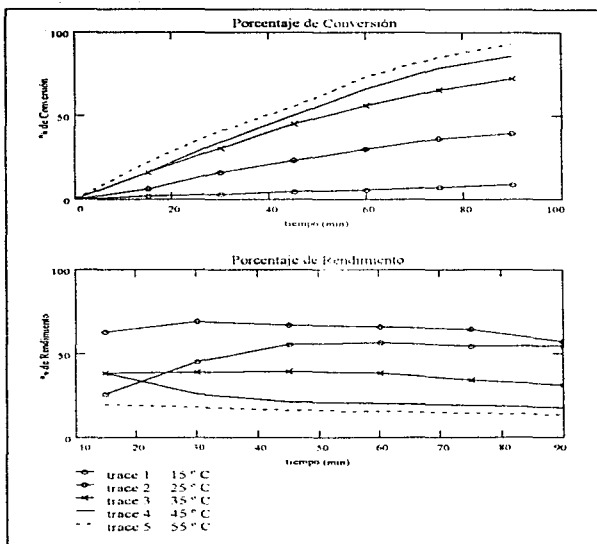 Porcentaje de Conversión
100
% de Conversión
50
0
0 20 40 60 80 100
tiempo (min)
Porcentaje de Rendimiento
100
% de Rendimiento
50
0
10 20 30 40 50 60 70 80 90
tiempo (min)
trace 1 15 ° C
trace 2 25 ° C
trace 3 35 ° C
trace 4 45 ° C
trace 5 55 ° C